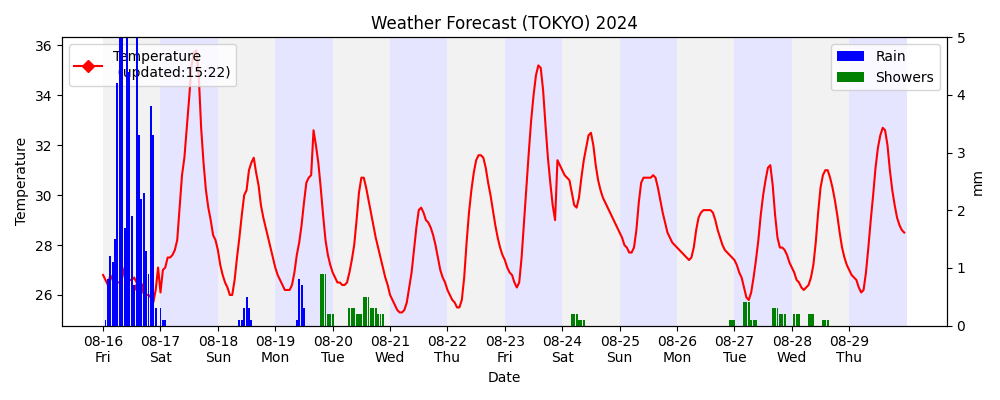 Weather Forecast (TOKYO) 2024
Temperature
(updated:15:22)
Rain
Showers
Temperature
36
34
32
30
28
26
5
4
3
2
1
0
mm
08-16 08-17 08-18 08-19 08-20 08-21 08-22 08-23 08-24 08-25 08-26 08-27 08-28 08-29
Fri Sat Sun Mon Tue Wed Thu Fri Sat Sun Mon Tue Wed Thu
Date